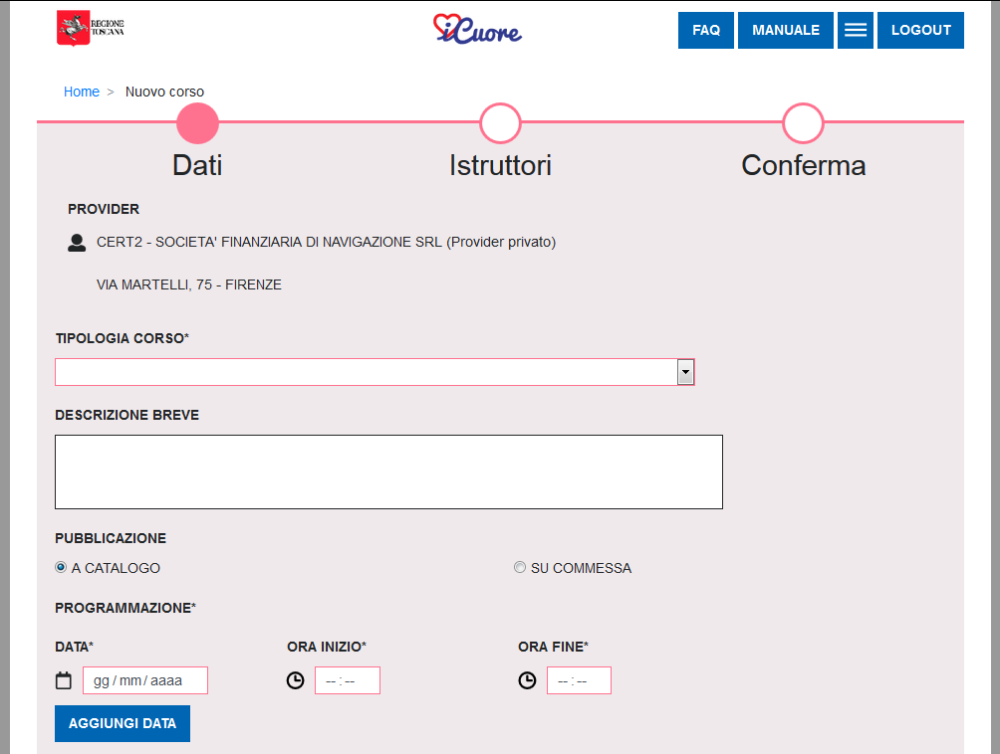 REGIONE
TOSCANA
iCuore
FAQ
MANUALE
LOGOUT
Home > Nuovo corso
Dati
Istruttori
Conferma
PROVIDER
CERT2 - SOCIETA' FINANZIARIA DI NAVIGAZIONE SRL (Provider privato)
VIA MARTELLI, 75 - FIRENZE
TIPOLOGIA CORSO*
DESCRIZIONE BREVE
PUBBLICAZIONE
A CATALOGO
SU COMMESSA
PROGRAMMAZIONE*
DATA*
ORA INIZIO*
ORA FINE*
gg / mm / aaaa
-- : --
-- : --
AGGIUNGI DATA